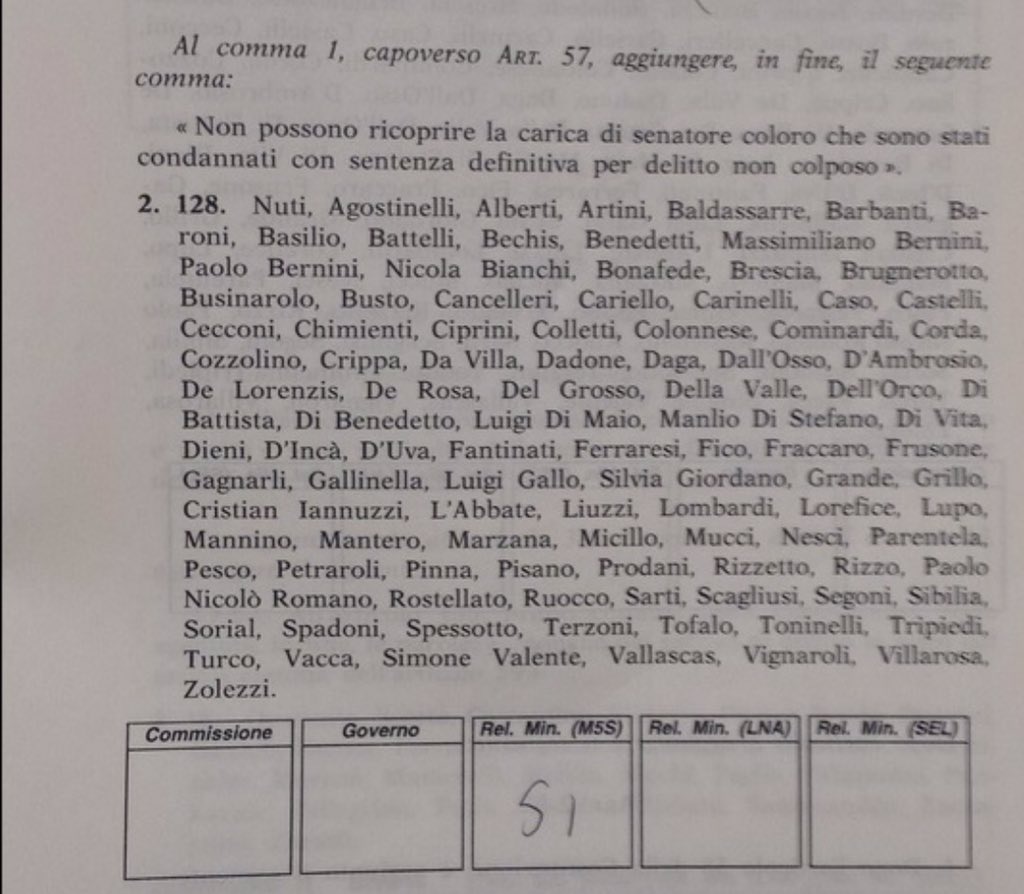 Al comma 1, capoverso ART. 57, aggiungere, in fine, il seguente
comma:
« Non possono ricoprire la carica di senatore coloro che sono stati
condannati con sentenza definitiva per delitto non colposo ».
2. 128. Nuti, Agostinelli, Alberti, Artini, Baldassarre, Barbanti, Ba-
roni, Basilio, Battelli, Bechis, Benedetti, Massimiliano Bernini,
Paolo Bernini, Nicola Bianchi, Bonafede, Brescia, Brugnerotto,
Businarolo, Busto, Cancelleri, Cariello, Carinelli, Caso, Castelli,
Cecconi, Chimienti, Ciprini, Colletti, Colonnese, Cominardi, Corda,
Cozzolino, Crippa, Da Villa, Dadone, Daga, Dall'Osso, D'Ambrosio,
De Lorenzis, De Rosa, Del Grosso, Della Valle, Dell'Orco, Di
Battista, Di Benedetto, Luigi Di Maio, Manlio Di Stefano, Di Vita,
Dieni, D'Incà, D'Uva, Fantinati, Ferraresi, Fico, Fraccaro, Frusone,
Gagnarli, Gallinella, Luigi Gallo, Silvia Giordano, Grande, Grillo,
Cristian Iannuzzi, L'Abbate, Liuzzi, Lombardi, Lorefice, Lupo,
Mannino, Mantero, Marzana, Micillo, Mucci, Nesci, Parentela,
Pesco, Petraroli, Pinna, Pisano, Prodani, Rizzetto, Rizzo, Paolo
Nicolò Romano, Rostellato, Ruocco, Sarti, Scagliusi, Segoni, Sibilia,
Sorial, Spadoni, Spessotto, Terzoni, Tofalo, Toninelli, Tripiedi,
Turco, Vacca, Simone Valente, Vallascas, Vignaroli, Villarosa,
Zolezzi.
Commissione Governo Rel. Min. (M5S) Rel. Min. (LNA) Rel. Min. (SEL)
SI